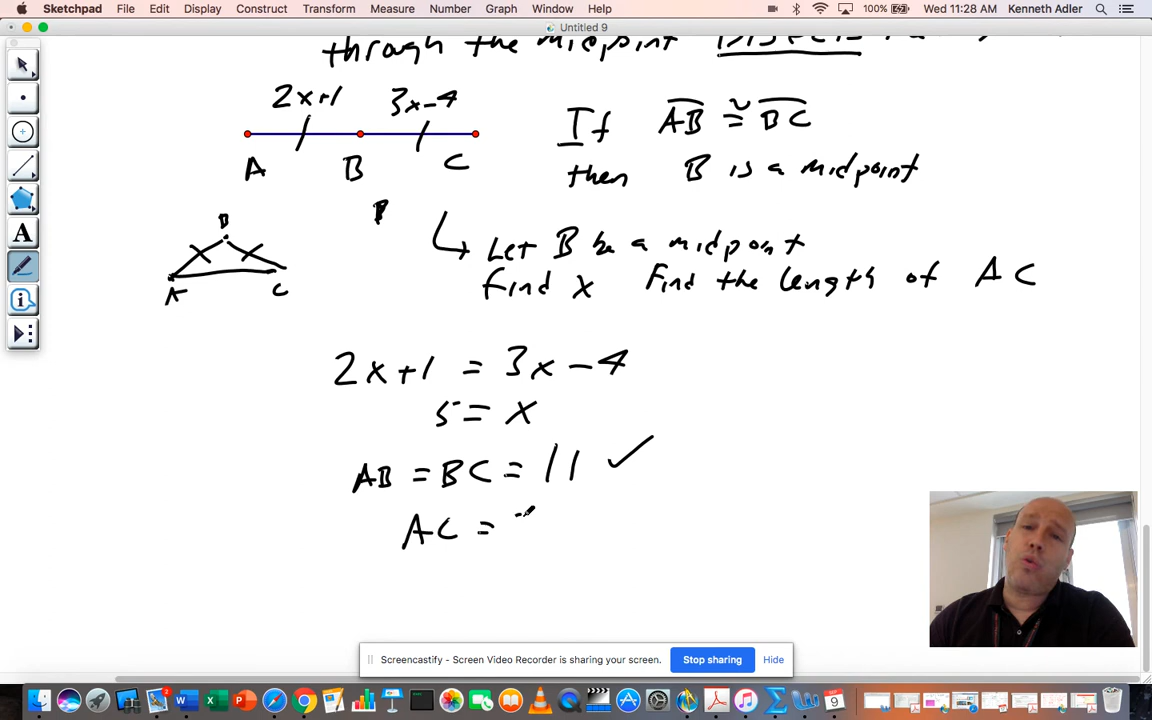 Sketchpad File Edit Display Construct Transform Measure Number Graph Window Help 100% Wed 11:28 AM Kenneth Adler
Untitled 9
through the midpoint
2x+1 3x-4
A B C
If AB ≅ BC
then B is a midpoint
B
A C
Let B be a midpoint
find x Find the length of AC
2x+1 = 3x-4
5 = x
AB = BC = 11 ✓
AC =
Screencastify - Screen Video Recorder is sharing your screen. Stop sharing Hide